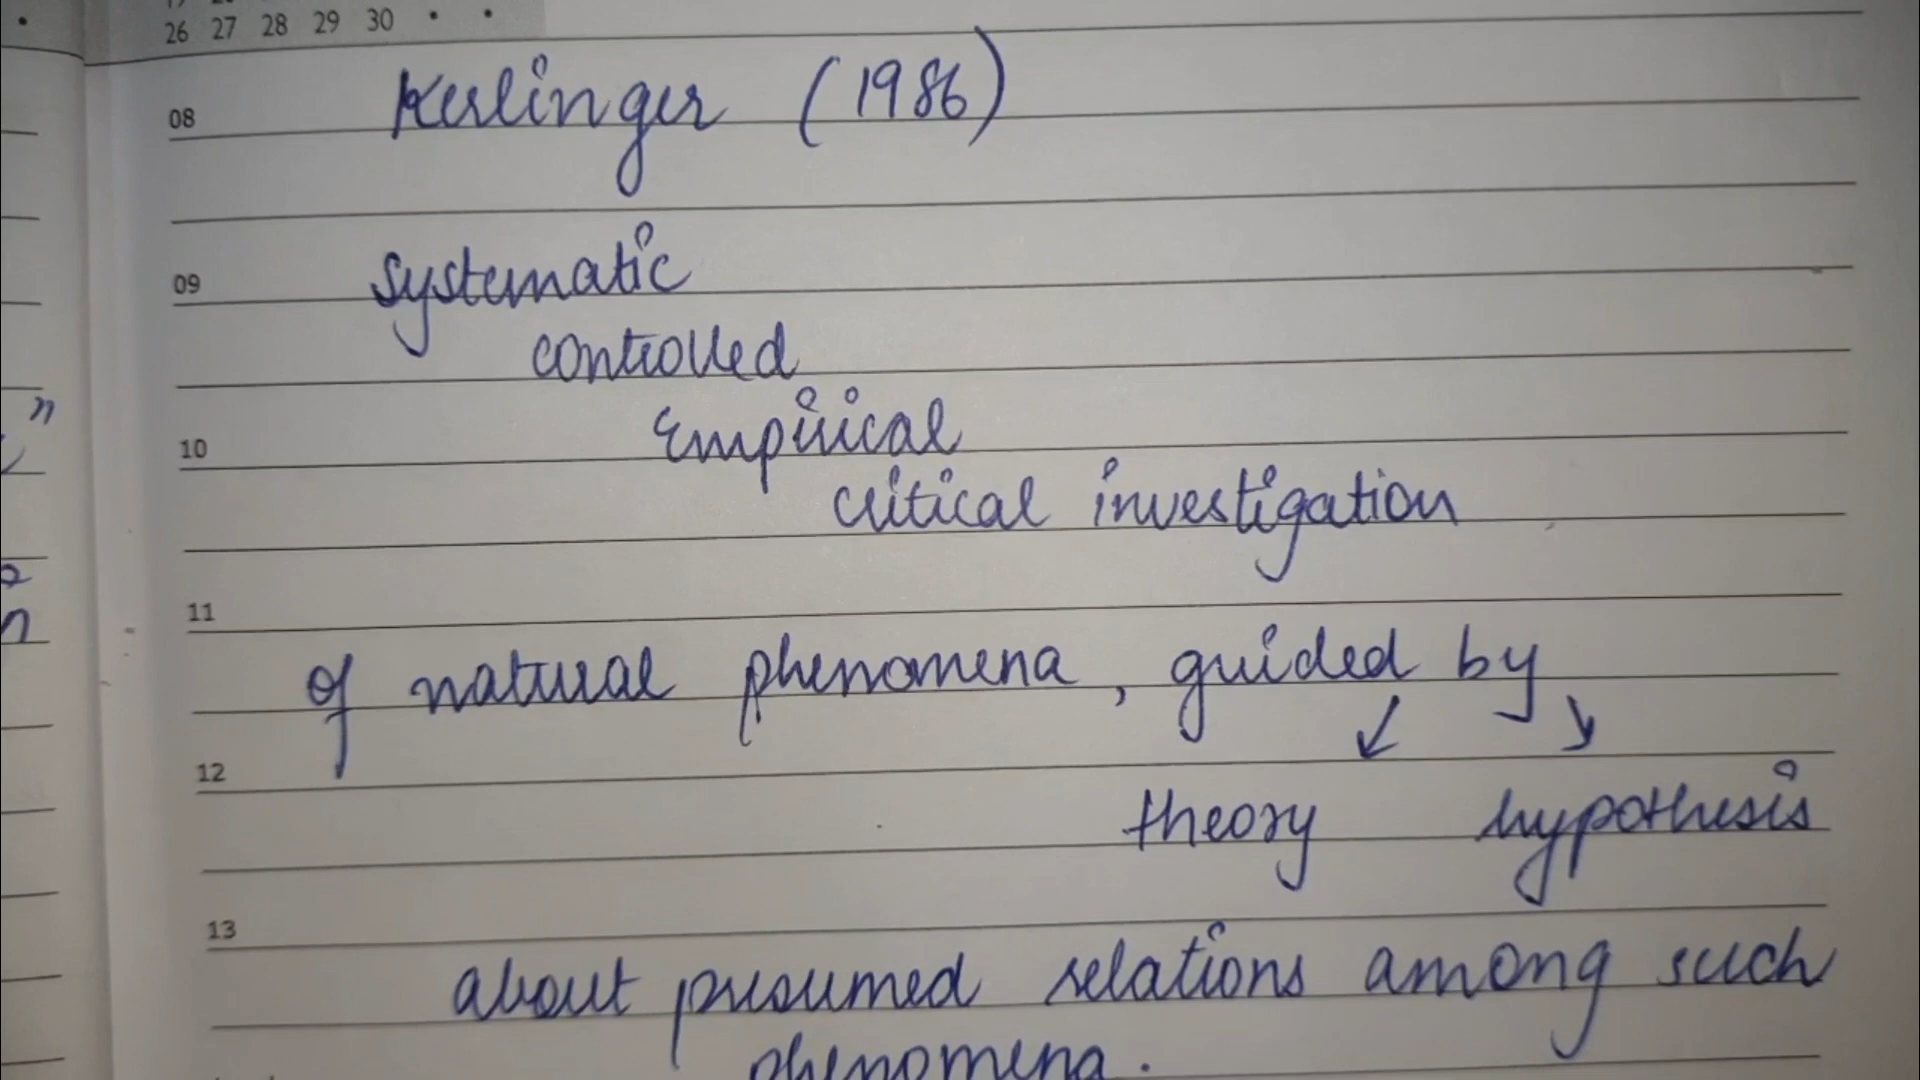 26 27 28 29 30
08 Kerlinger (1986)
09 systematic
controlled
10 Empirical
critical investigation
11
of natural phenomena, guided by
12
theory hypothesis
13
about presumed relations among such
phenomena.